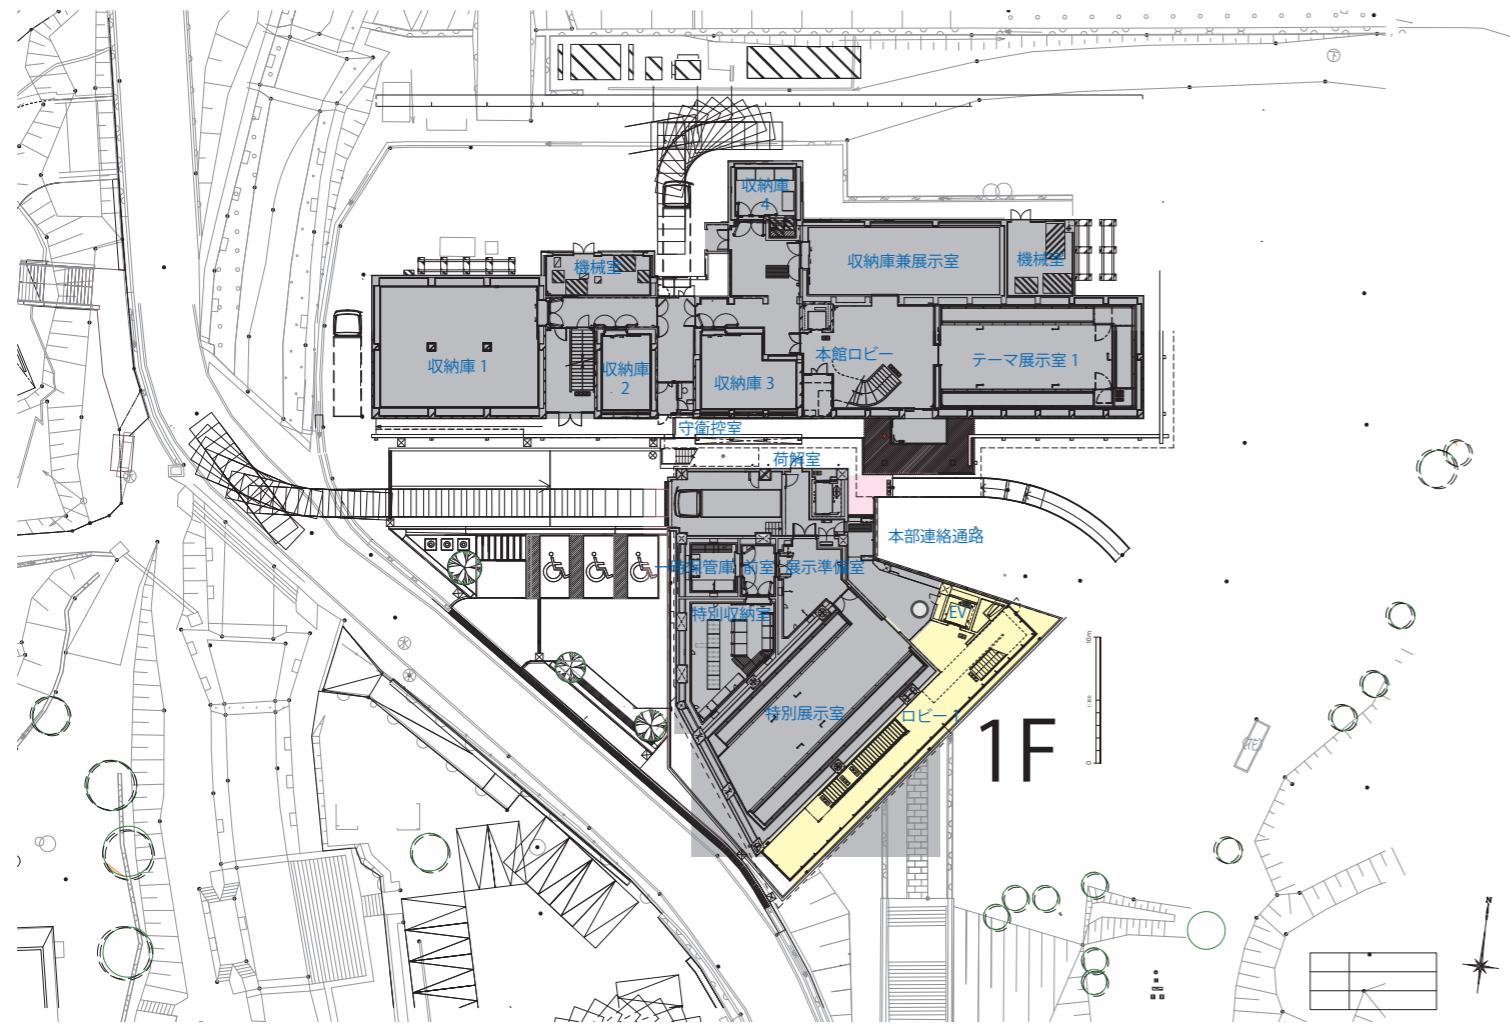 収納庫
4
機械室
収納庫兼展示室
機械室
収納庫 1
収納庫
2
収納庫 3
本館ロビー
テーマ展示室 1
守衛控室
荷解室
本部連絡通路
一時保管庫
前室
展示準備室
特別収納室
EV
特別展示室
ロビー 1
1F
10m
0
N